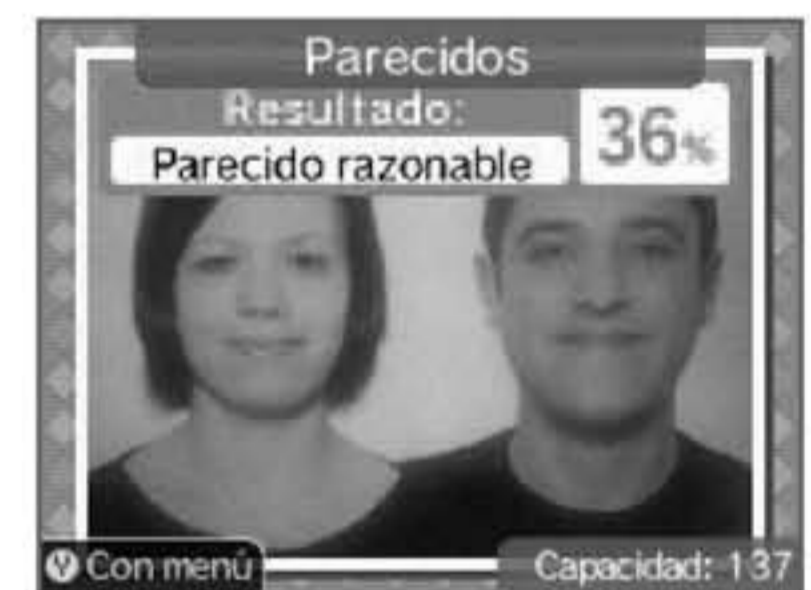 Parecidos
Resultado:
36%
Parecido razonable
Ⓨ Con menú
Capacidad: 137